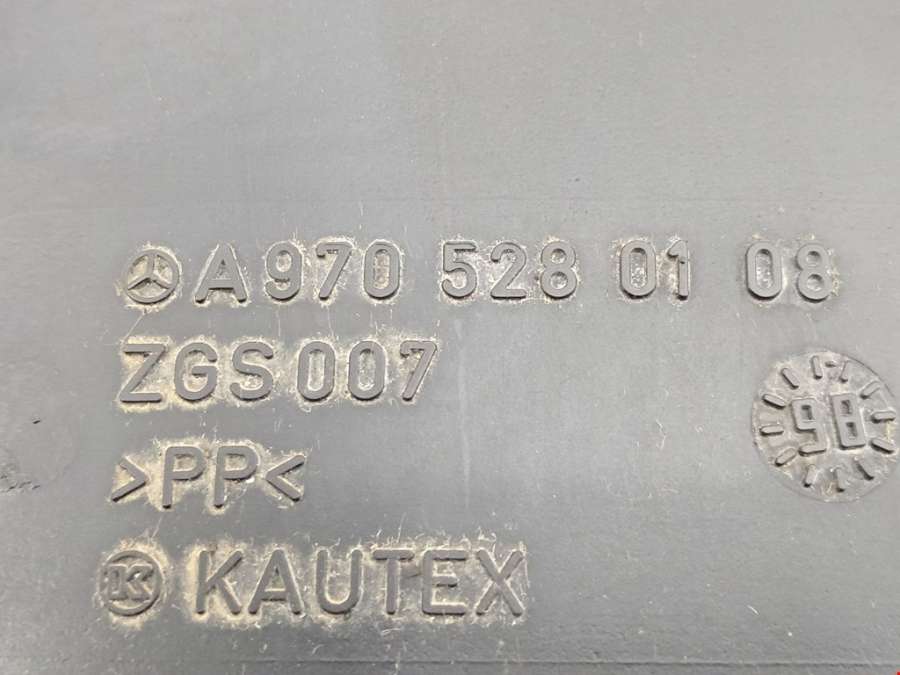 A 970 528 01 08
ZGS 007
98
>PP<
K KAUTEX